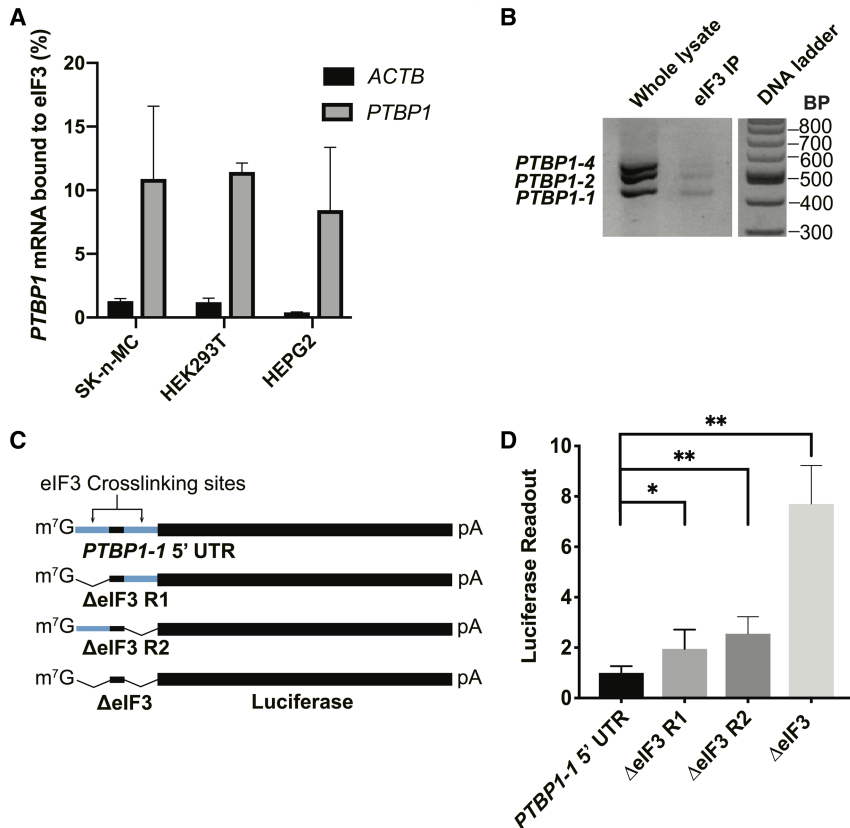 A
PTBP1 mRNA bound to eIF3 (%)
20
15
10
5
0
ACTB
PTBP1
SK-n-MC
HEK293T
HEPG2
B
Whole lysate
eIF3 IP
DNA ladder
BP
PTBP1-4
PTBP1-2
PTBP1-1
800
700
600
500
400
300
C
eIF3 Crosslinking sites
m⁷G pA
PTBP1-1 5’ UTR
m⁷G pA
ΔeIF3 R1
m⁷G pA
ΔeIF3 R2
m⁷G pA
ΔeIF3 Luciferase
D
Luciferase Readout
10
8
6
4
2
0
**
**
*
PTBP1-1 5’ UTR
ΔeIF3 R1
ΔeIF3 R2
ΔeIF3